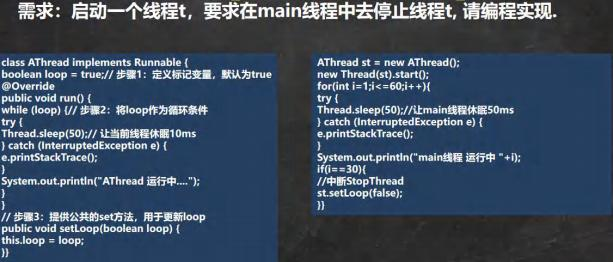 需求：启动一个线程t，要求在main线程中去停止线程t, 请编程实现.
class AThread implements Runnable {
boolean loop = true;// 步骤1：定义标记变量，默认为true
@Override
public void run() {
while (loop) {// 步骤2：将loop作为循环条件
try {
Thread.sleep(50);// 让当前线程休眠10ms
} catch (InterruptedException e) {
e.printStackTrace();
}
System.out.println("AThread 运行中....");
}
}
// 步骤3：提供公共的set方法，用于更新loop
public void setLoop(boolean loop) {
this.loop = loop;
}}
AThread st = new AThread();
new Thread(st).start();
for(int i=1;i<=60;i++){
try {
Thread.sleep(50);//让main线程休眠50ms
} catch (InterruptedException e) {
e.printStackTrace();
}
System.out.println("main线程 运行中 "+i);
if(i==30){
//中断StopThread
st.setLoop(false);
}}